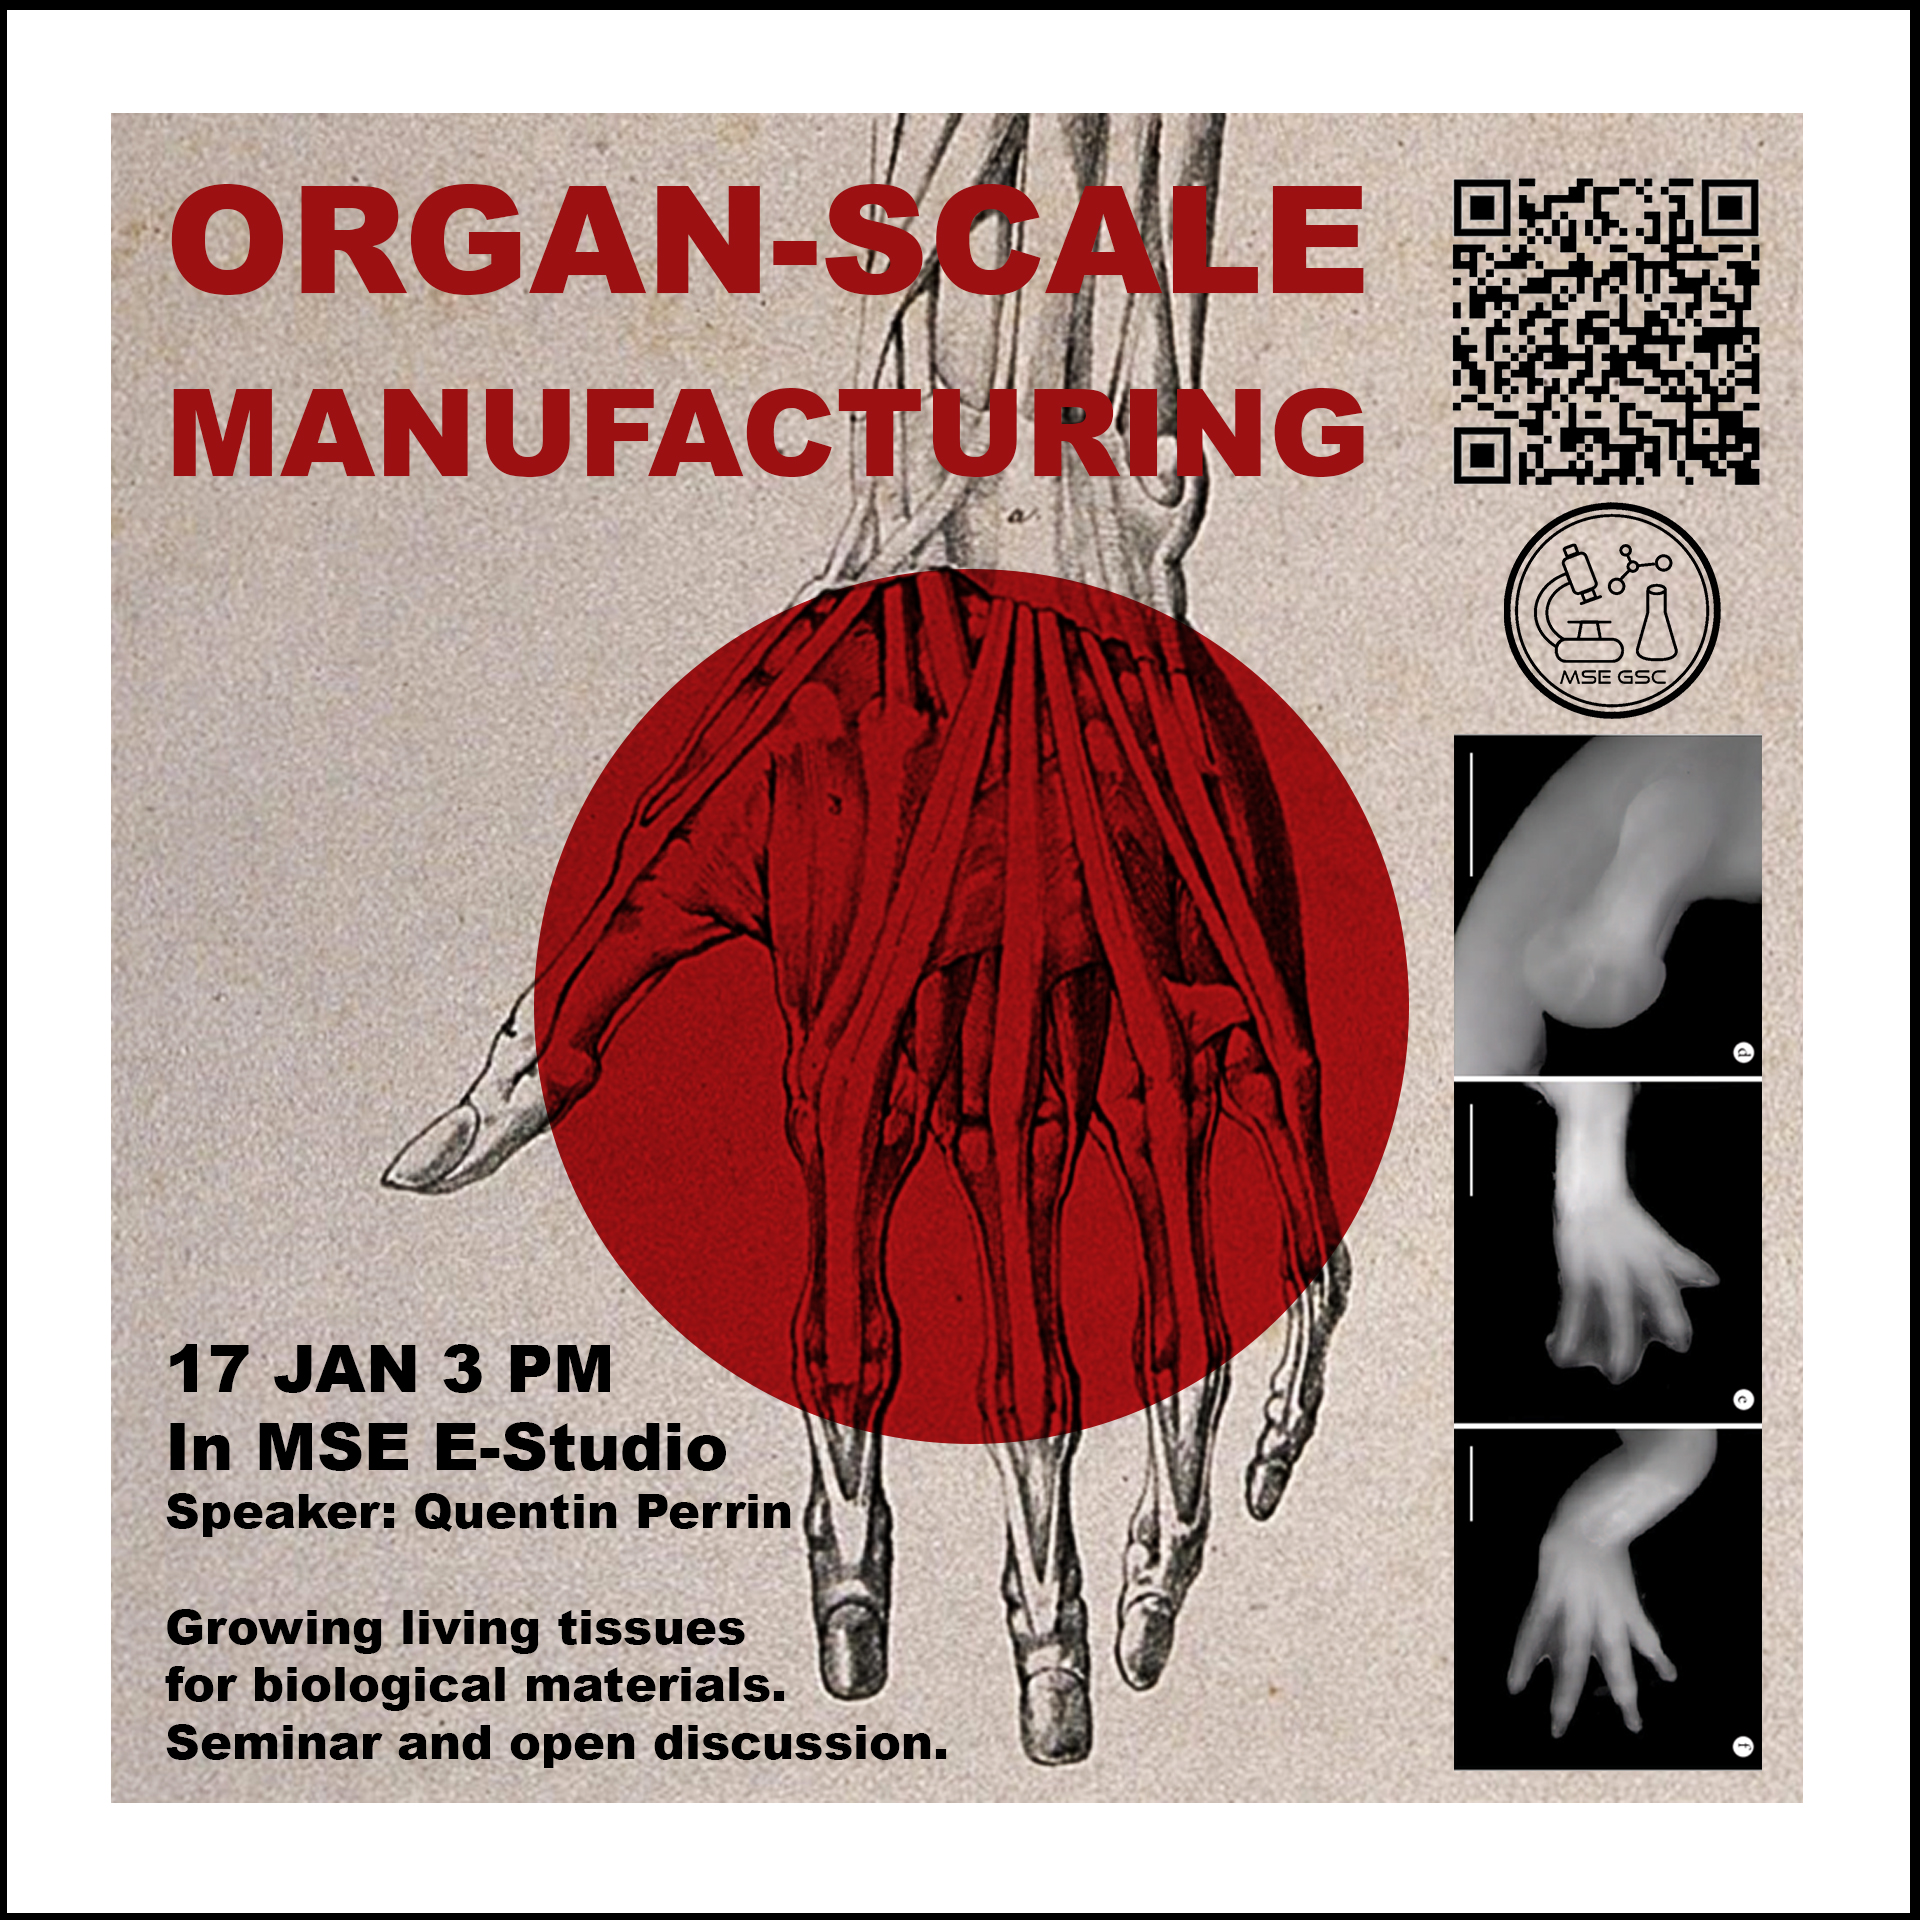 ORGAN-SCALE
MANUFACTURING
a.
MSE GSC
d
e
f
17 JAN 3 PM
In MSE E-Studio
Speaker: Quentin Perrin
Growing living tissues
for biological materials.
Seminar and open discussion.